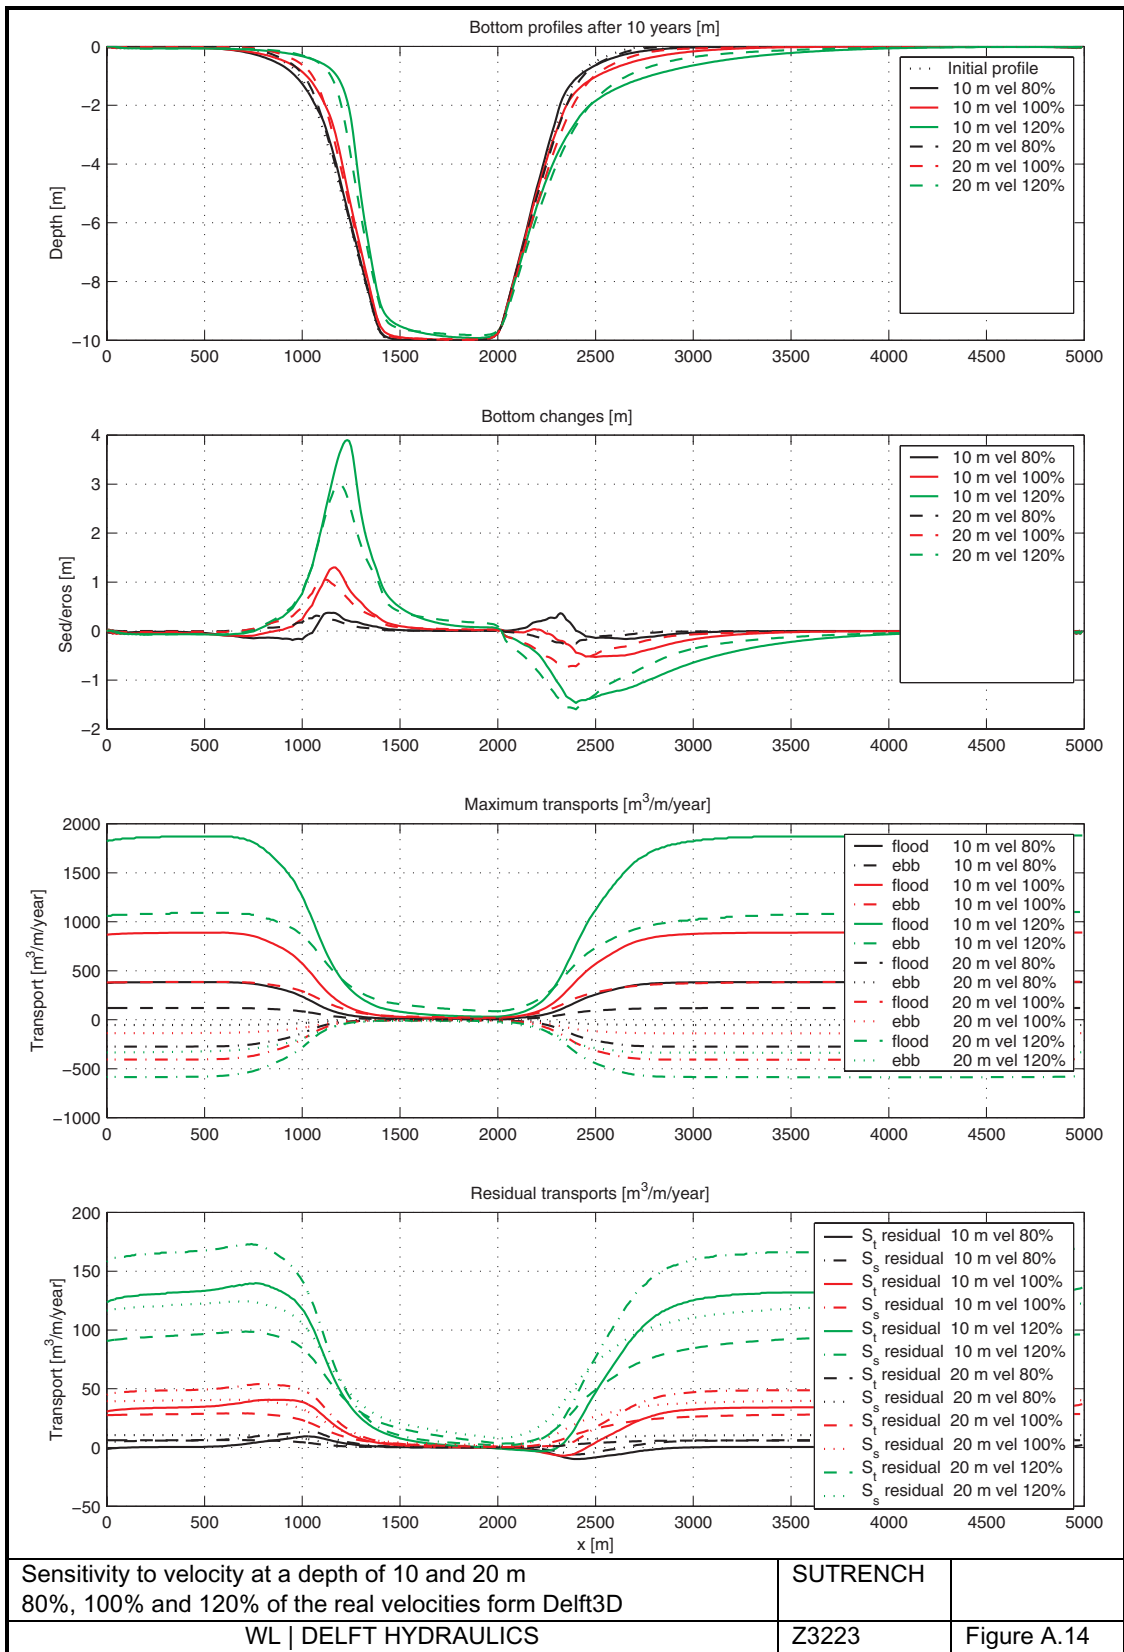 Bottom profiles after 10 years [m]
0
−2
−4
−6
−8
−10
Depth [m]
Initial profile
10 m vel 80%
10 m vel 100%
10 m vel 120%
20 m vel 80%
20 m vel 100%
20 m vel 120%
0 500 1000 1500 2000 2500 3000 3500 4000 4500 5000
Bottom changes [m]
4
3
2
1
0
−1
−2
Sed/eros [m]
10 m vel 80%
10 m vel 100%
10 m vel 120%
20 m vel 80%
20 m vel 100%
20 m vel 120%
0 500 1000 1500 2000 2500 3000 3500 4000 4500 5000
Maximum transports [m³/m/year]
2000
1500
1000
500
0
−500
−1000
Transport [m³/m/year]
flood 10 m vel 80%
ebb 10 m vel 80%
flood 10 m vel 100%
ebb 10 m vel 100%
flood 10 m vel 120%
ebb 10 m vel 120%
flood 20 m vel 80%
ebb 20 m vel 80%
flood 20 m vel 100%
ebb 20 m vel 100%
flood 20 m vel 120%
ebb 20 m vel 120%
0 500 1000 1500 2000 2500 3000 3500 4000 4500 5000
Residual transports [m³/m/year]
200
150
100
50
0
−50
Transport [m³/m/year]
S_t residual 10 m vel 80%
S_s residual 10 m vel 80%
S_t residual 10 m vel 100%
S_s residual 10 m vel 100%
S_t residual 10 m vel 120%
S_s residual 10 m vel 120%
S_t residual 20 m vel 80%
S_s residual 20 m vel 80%
S_t residual 20 m vel 100%
S_s residual 20 m vel 100%
S_t residual 20 m vel 120%
S_s residual 20 m vel 120%
0 500 1000 1500 2000 2500 3000 3500 4000 4500 5000
x [m]
Sensitivity to velocity at a depth of 10 and 20 m
80%, 100% and 120% of the real velocities form Delft3D
SUTRENCH
WL | DELFT HYDRAULICS
Z3223
Figure A.14